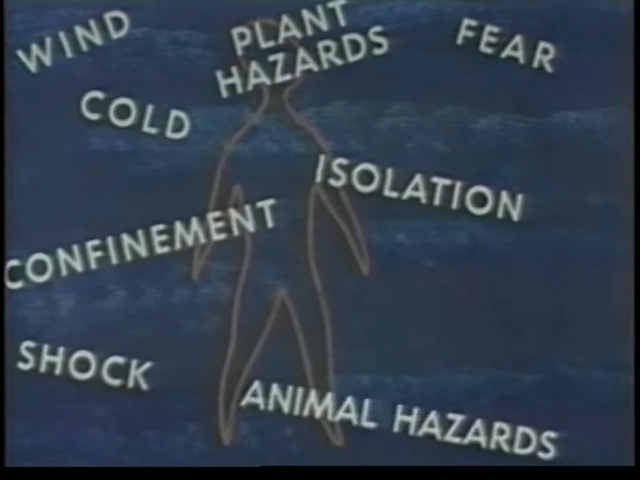 WIND
PLANT
HAZARDS
FEAR
COLD
ISOLATION
CONFINEMENT
SHOCK
ANIMAL HAZARDS